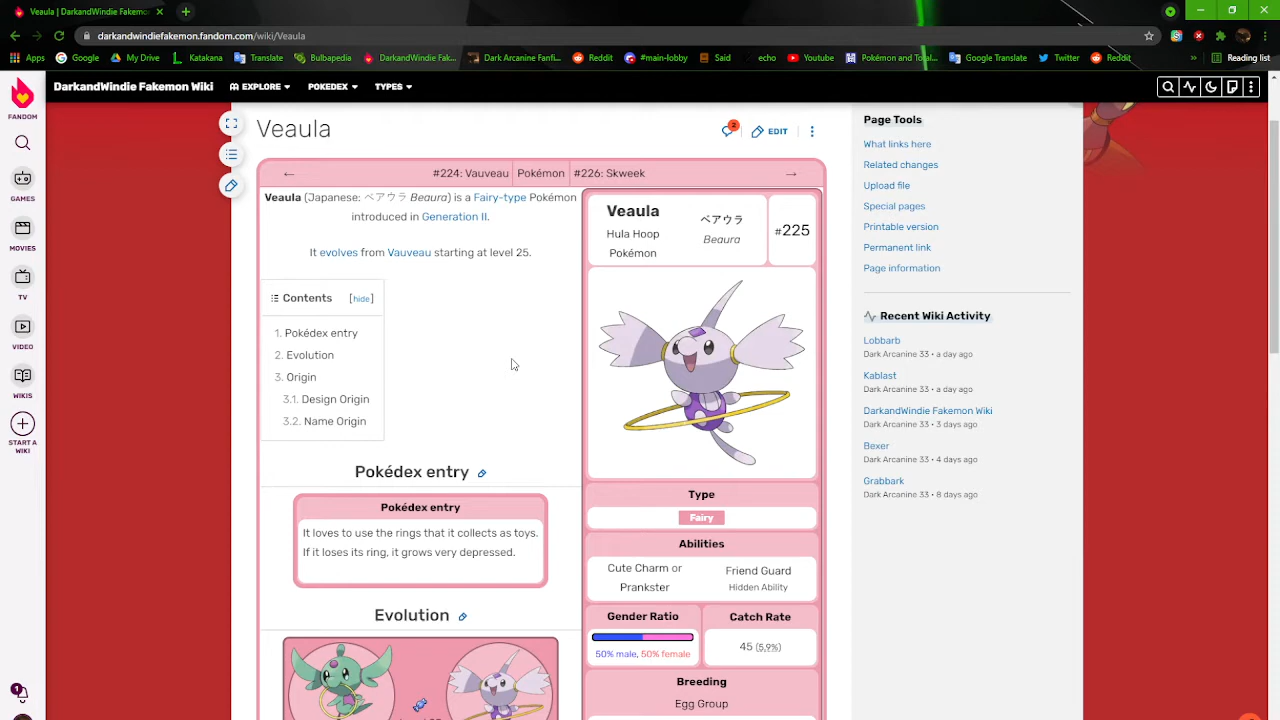 Veaula | DarkandWindie Fakemon
darkandwindiefakemon.fandom.com/wiki/Veaula
Apps Google My Drive Katakana Translate Bulbapedia DarkandWindie Fak... Dark Arcanine Fanfi... Reddit #main-lobby Said echo Youtube Pokémon and Total... Google Translate Twitter Reddit » Reading list
FANDOM
GAMES
MOVIES
TV
VIDEO
WIKIS
START A
WIKI
1
DarkandWindie Fakemon Wiki EXPLORE POKEDEX TYPES
Veaula
2 EDIT
← #224: Vauveau Pokémon #226: Skweek →
Veaula (Japanese: ベアウラ Beaura) is a Fairy-type Pokémon
introduced in Generation II.
It evolves from Vauveau starting at level 25.
Contents [hide]
1. Pokédex entry
2. Evolution
3. Origin
3.1. Design Origin
3.2. Name Origin
Pokédex entry
Pokédex entry
It loves to use the rings that it collects as toys.
If it loses its ring, it grows very depressed.
Evolution
Veaula
Hula Hoop
Pokémon
ベアウラ
Beaura
#225
Type
Fairy
Abilities
Cute Charm or
Prankster
Friend Guard
Hidden Ability
Gender Ratio
50% male, 50% female
Catch Rate
45 (5.9%)
Breeding
Egg Group
Page Tools
What links here
Related changes
Upload file
Special pages
Printable version
Permanent link
Page information
Recent Wiki Activity
Lobbarb
Dark Arcanine 33 • a day ago
Kablast
Dark Arcanine 33 • a day ago
DarkandWindie Fakemon Wiki
Dark Arcanine 33 • 3 days ago
Bexer
Dark Arcanine 33 • 4 days ago
Grabbark
Dark Arcanine 33 • 8 days ago